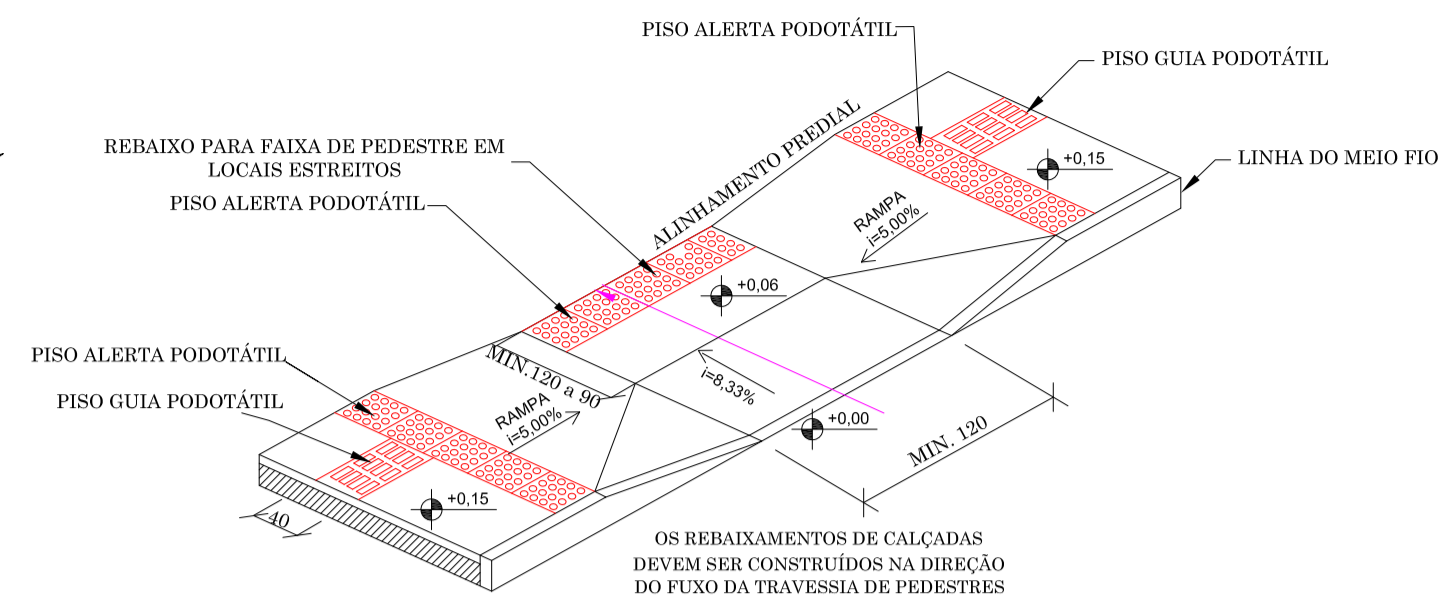 PISO ALERTA PODOTÁTIL
PISO GUIA PODOTÁTIL
REBAIXO PARA FAIXA DE PEDESTRE EM
LOCAIS ESTREITOS
ALINHAMENTO PREDIAL
+0,15
LINHA DO MEIO FIO
PISO ALERTA PODOTÁTIL
RAMPA
i=5,00%
+0,06
PISO ALERTA PODOTÁTIL
MIN.120 a 90
i=8,33%
PISO GUIA PODOTÁTIL
RAMPA
i=5,00%
+0,00
MIN. 120
+0,15
40
OS REBAIXAMENTOS DE CALÇADAS
DEVEM SER CONSTRUÍDOS NA DIREÇÃO
DO FUXO DA TRAVESSIA DE PEDESTRES